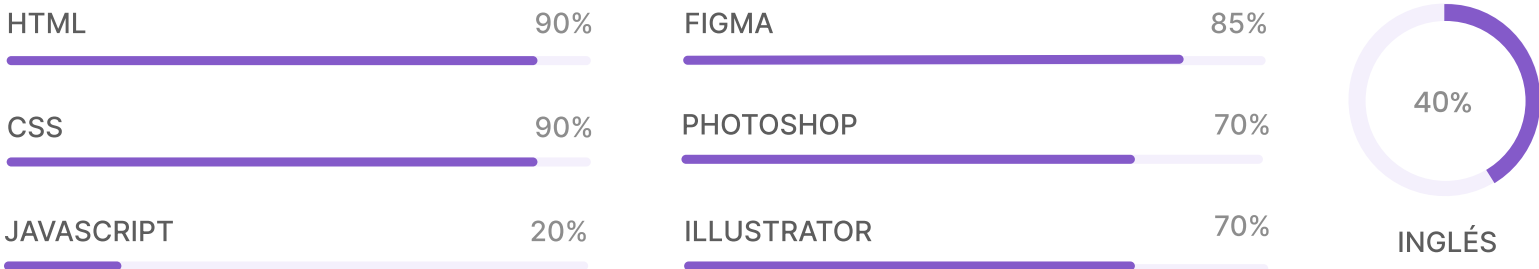 HTML 90%
CSS 90%
JAVASCRIPT 20%
FIGMA 85%
PHOTOSHOP 70%
ILLUSTRATOR 70%
40%
INGLÉS